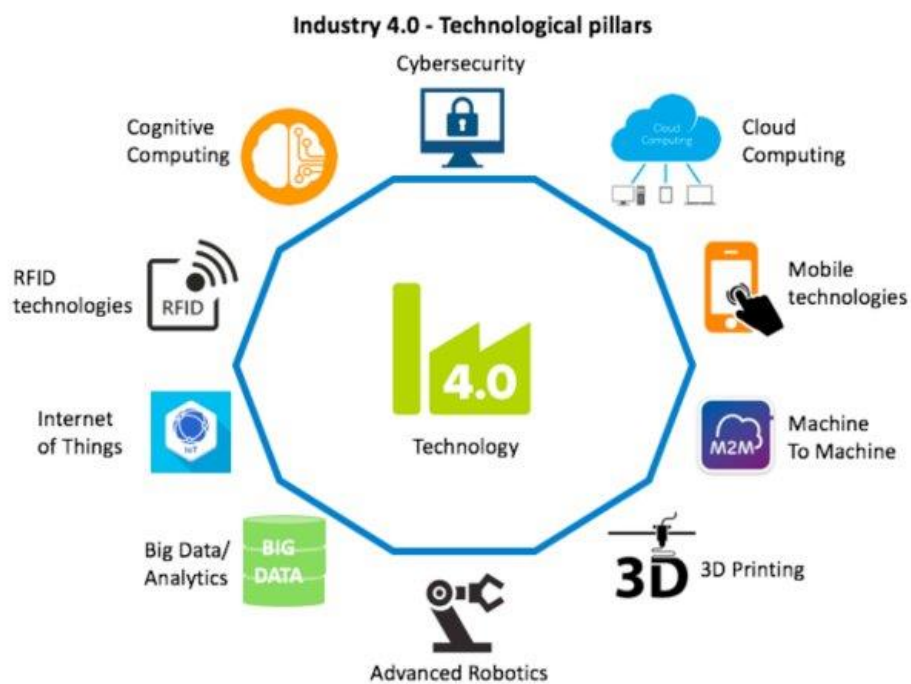 Industry 4.0 - Technological pillars
Cybersecurity
Cognitive
Computing
Cloud
Computing
Cloud
Computing
RFID
technologies
RFID
Mobile
technologies
4.0
Technology
Internet
of Things
IoT
M2M
Machine
To Machine
Big Data/
Analytics
BIG
DATA
3D
3D Printing
Advanced Robotics